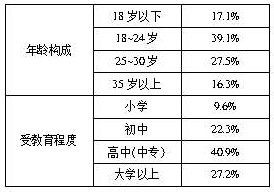 年龄构成
18岁以下 17.1%
18~24岁 39.1%
25~30岁 27.5%
35岁以上 16.3%
受教育程度
小学 9.6%
初中 22.3%
高中(中专) 40.9%
大学以上 27.2%